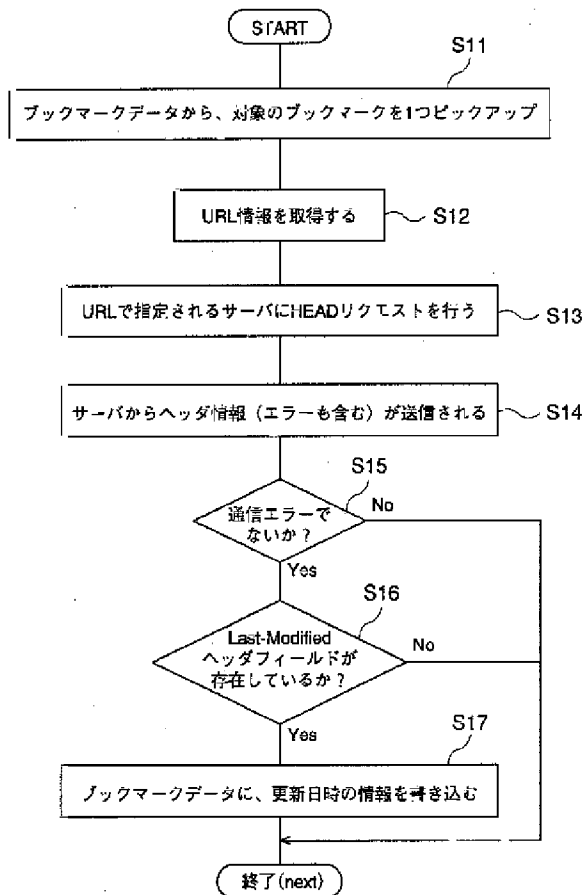 START
S11
ブックマークデータから、対象のブックマークを1つピックアップ
URL情報を取得する
S12
URLで指定されるサーバにHEADリクエストを行う
S13
サーバからヘッダ情報（エラーも含む）が送信される
S14
S15
通信エラーで
ないか？
No
Yes
S16
Last-Modified
ヘッダフィールドが
存在しているか？
No
Yes
S17
ブックマークデータに、更新日時の情報を書き込む
終了(next)